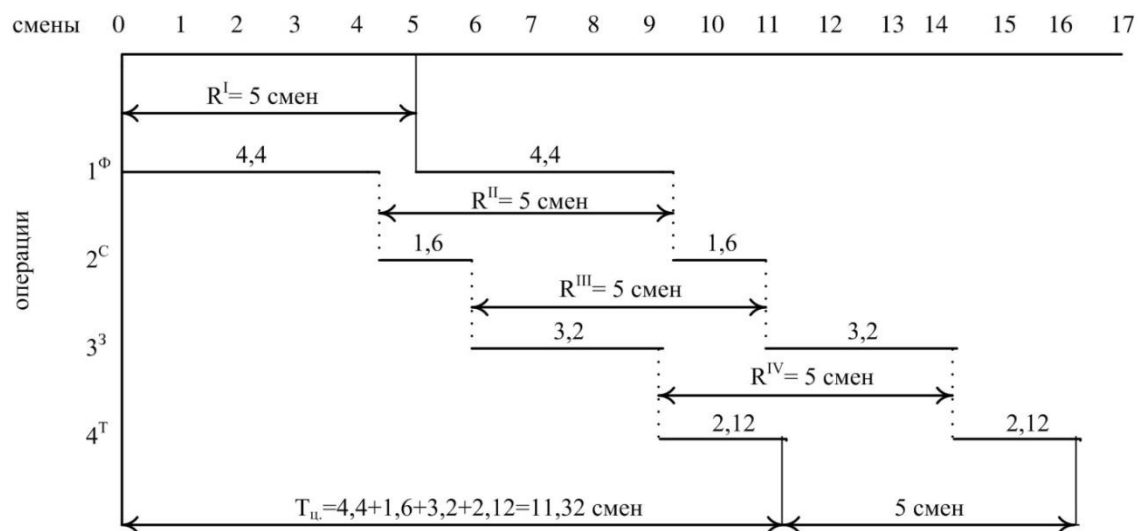 смены 0 1 2 3 4 5 6 7 8 9 10 11 12 13 14 15 16 17
R^I= 5 смен
1^Ф 4,4 4,4
R^II= 5 смен
2^С 1,6 1,6
R^III= 5 смен
3^З 3,2 3,2
R^IV= 5 смен
4^Т 2,12 2,12
Т_ц.=4,4+1,6+3,2+2,12=11,32 смен 5 смен
операции